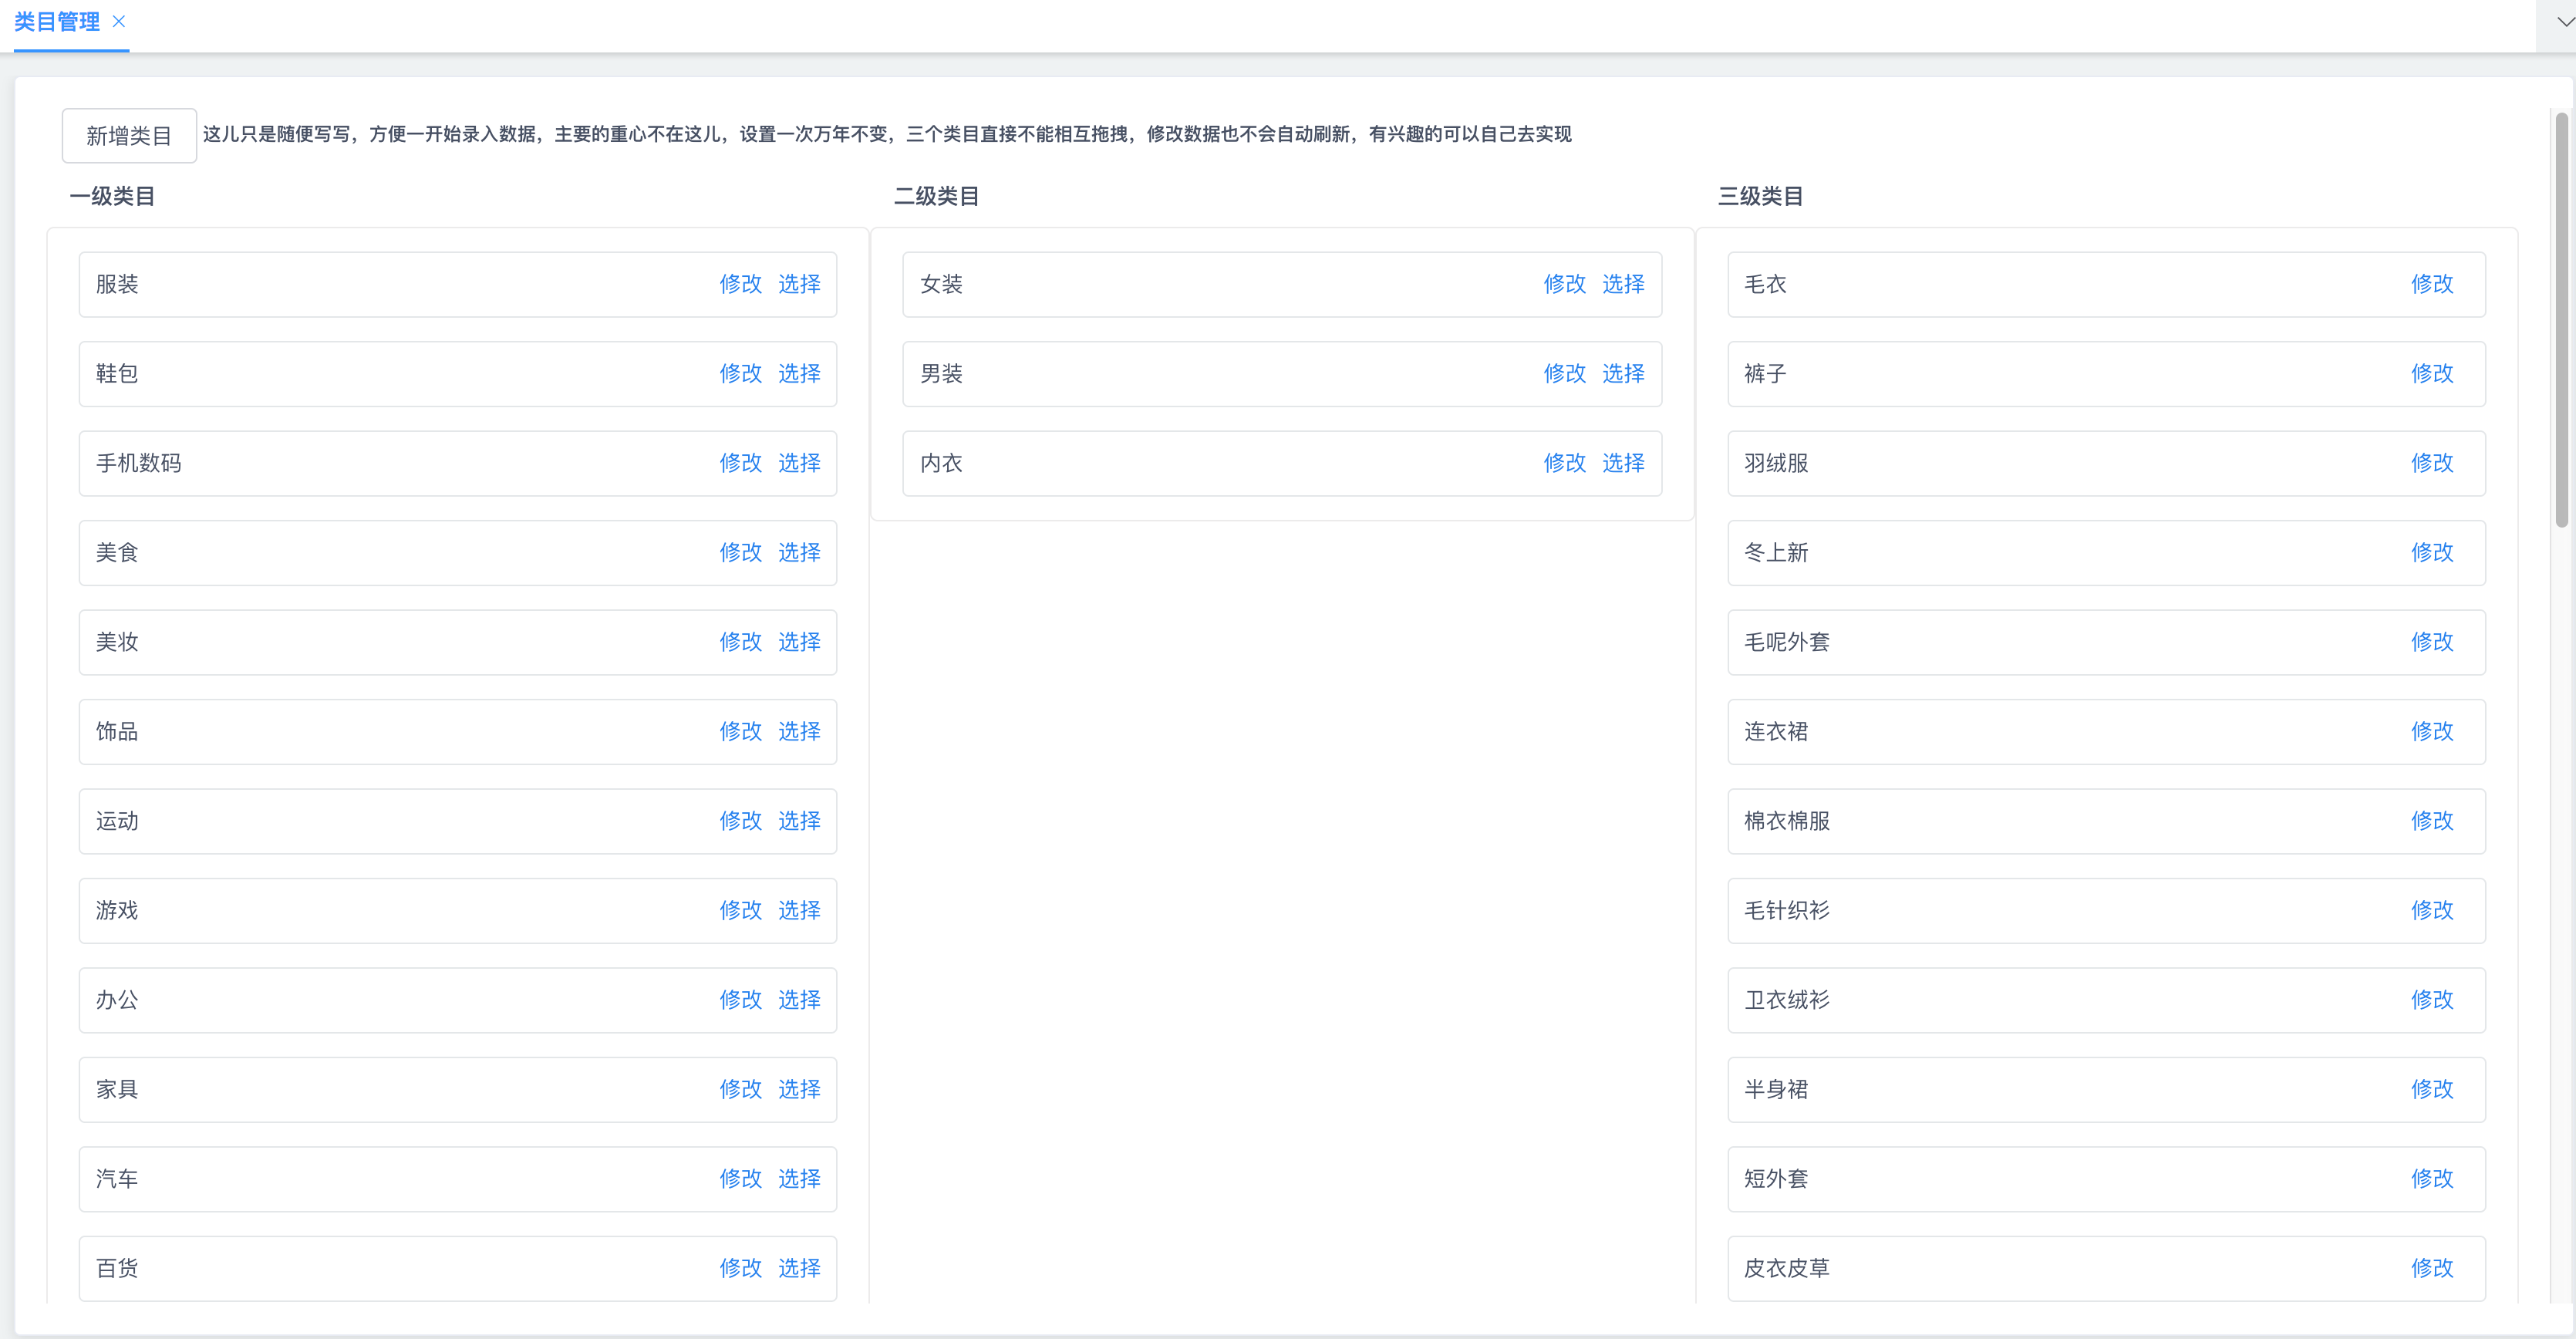 类目管理
新增类目 这儿只是随便写写，方便一开始录入数据，主要的重心不在这儿，设置一次万年不变，三个类目直接不能相互拖拽，修改数据也不会自动刷新，有兴趣的可以自己去实现
一级类目
服装 修改 选择
鞋包 修改 选择
手机数码 修改 选择
美食 修改 选择
美妆 修改 选择
饰品 修改 选择
运动 修改 选择
游戏 修改 选择
办公 修改 选择
家具 修改 选择
汽车 修改 选择
百货 修改 选择
二级类目
女装 修改 选择
男装 修改 选择
内衣 修改 选择
三级类目
毛衣 修改
裤子 修改
羽绒服 修改
冬上新 修改
毛呢外套 修改
连衣裙 修改
棉衣棉服 修改
毛针织衫 修改
卫衣绒衫 修改
半身裙 修改
短外套 修改
皮衣皮草 修改